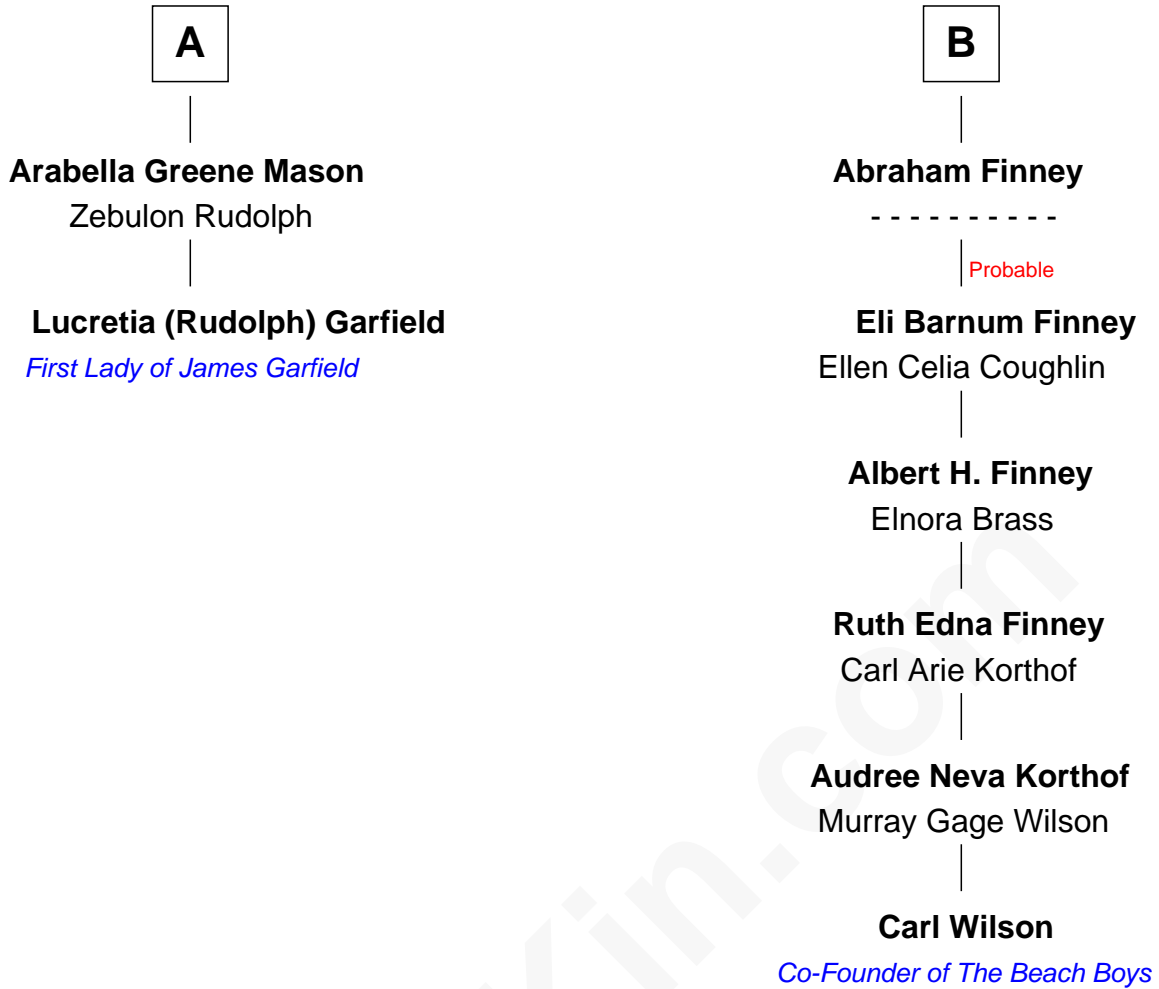 A
Arabella Greene Mason
Zebulon Rudolph
Lucretia (Rudolph) Garfield
First Lady of James Garfield
B
Abraham Finney
- - - - - - - - - -
Probable
Eli Barnum Finney
Ellen Celia Coughlin
Albert H. Finney
Elnora Brass
Ruth Edna Finney
Carl Arie Korthof
Audree Neva Korthof
Murray Gage Wilson
Carl Wilson
Co-Founder of The Beach Boys
Kin.com